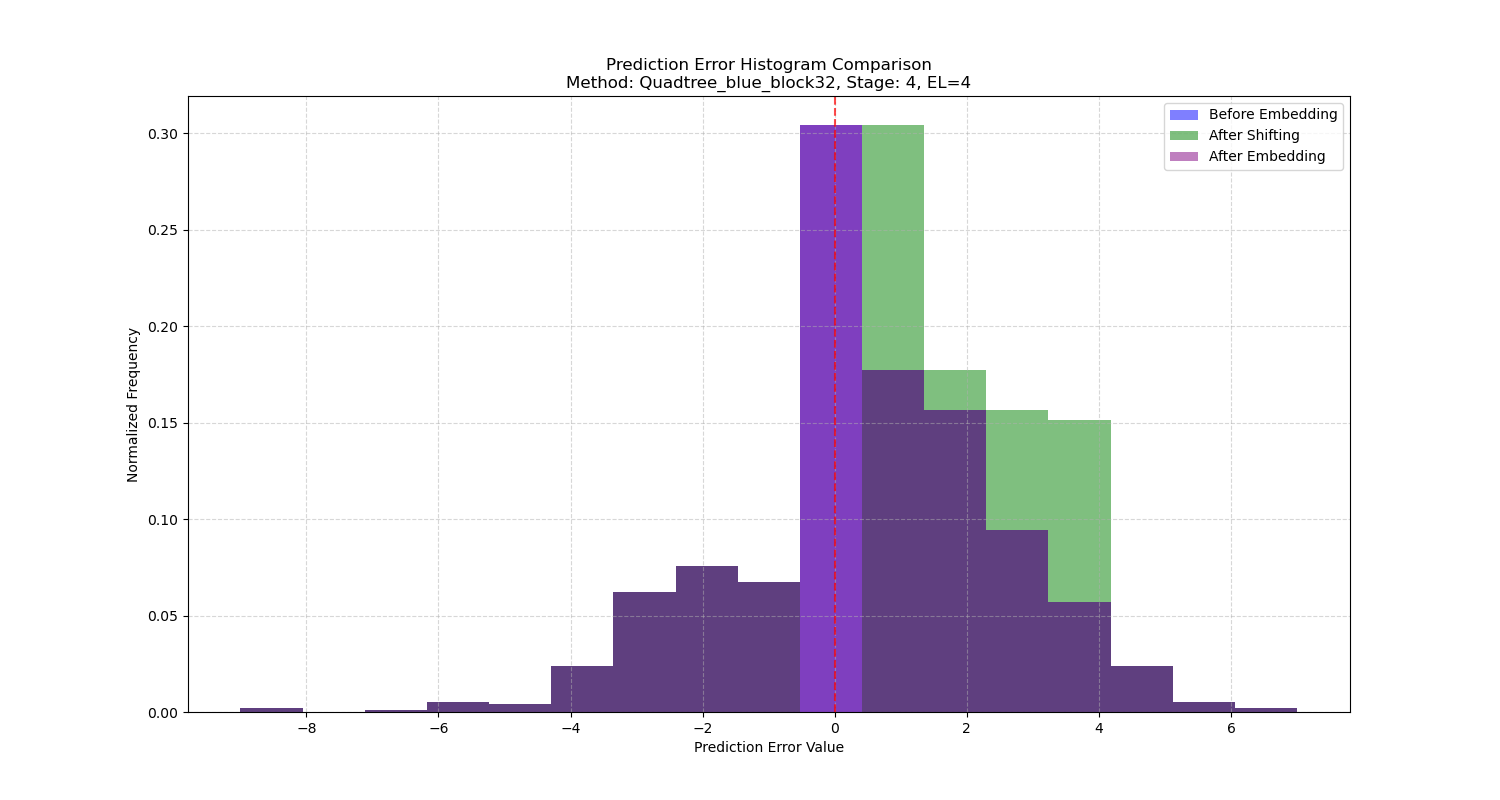 Prediction Error Histogram Comparison
Method: Quadtree_blue_block32, Stage: 4, EL=4
Before Embedding
After Shifting
After Embedding
Normalized Frequency
0.30
0.25
0.20
0.15
0.10
0.05
0.00
−8 −6 −4 −2 0 2 4 6
Prediction Error Value